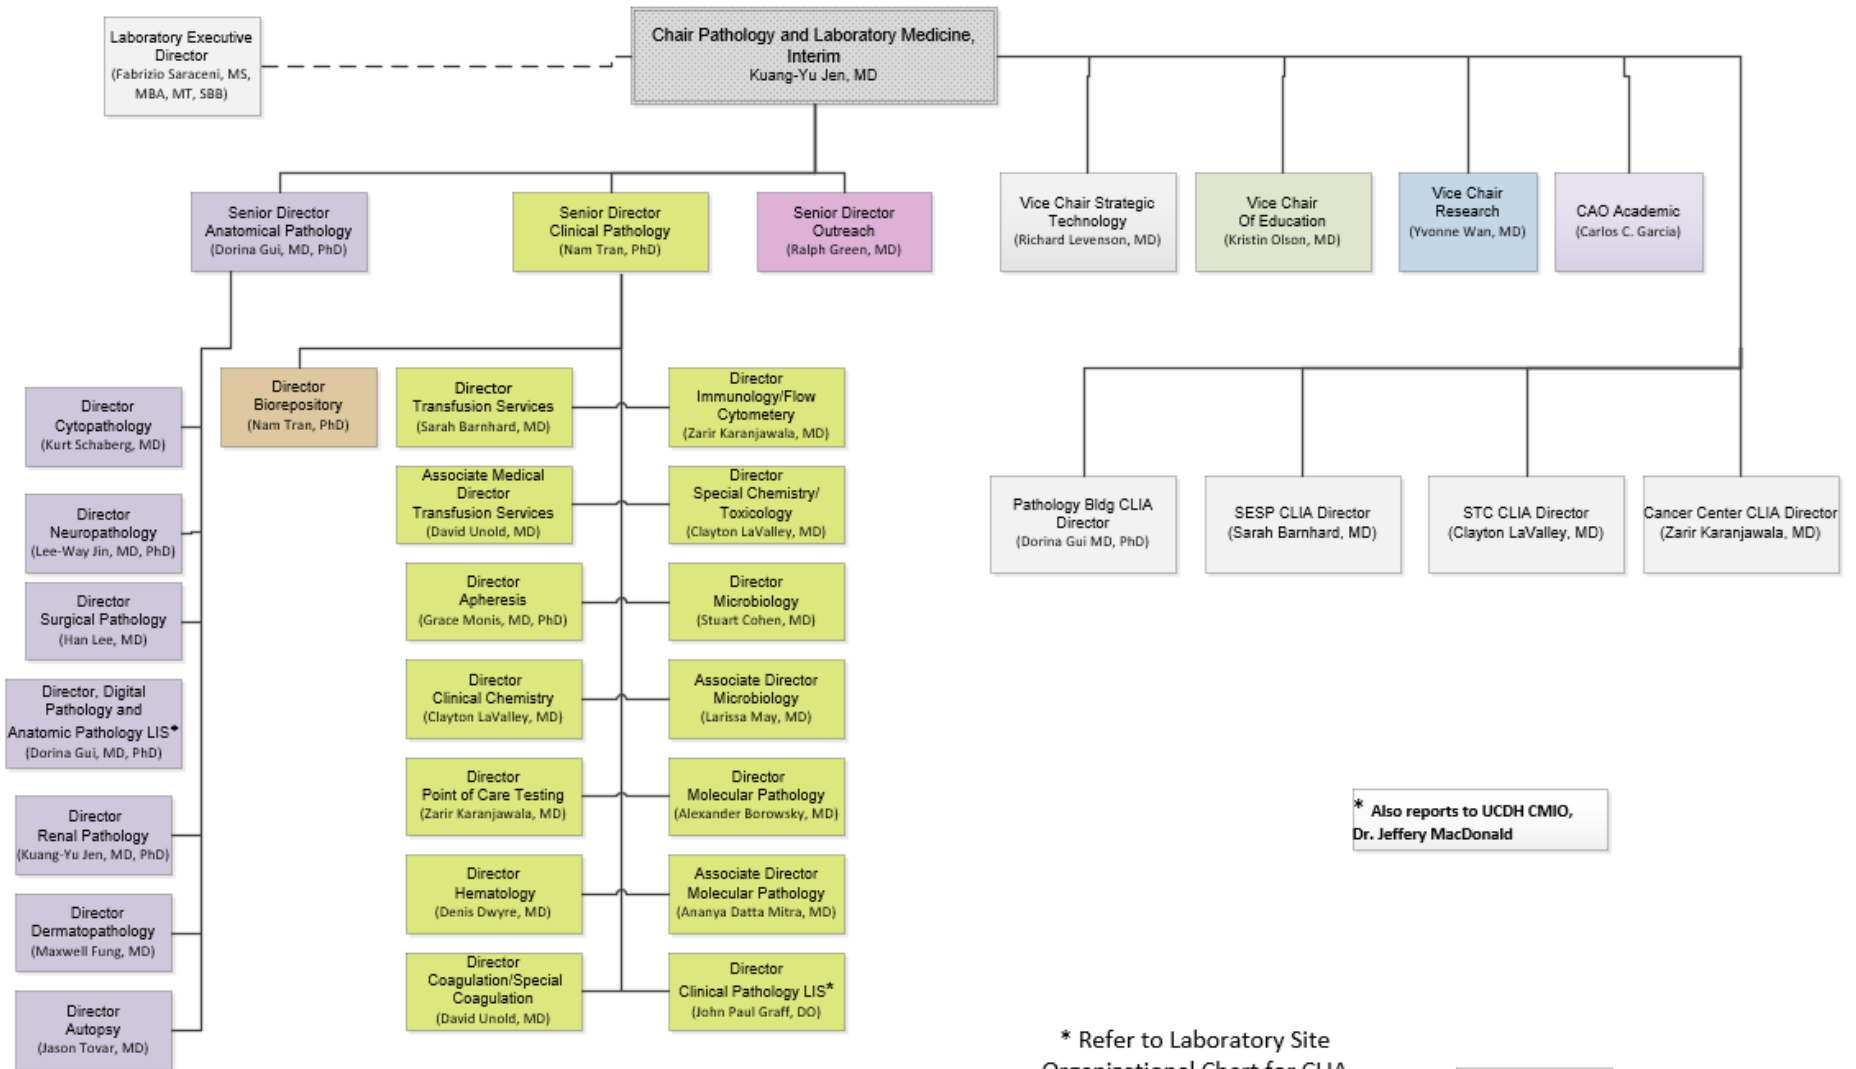 Laboratory Executive
Director
(Fabrizio Saraceni, MS,
MBA, MT, SBB)
Chair Pathology and Laboratory Medicine,
Interim
Kuang-Yu Jen, MD
Senior Director
Anatomical Pathology
(Dorina Gui, MD, PhD)
Senior Director
Clinical Pathology
(Nam Tran, PhD)
Senior Director
Outreach
(Ralph Green, MD)
Vice Chair Strategic
Technology
(Richard Levenson, MD)
Vice Chair
Of Education
(Kristin Olson, MD)
Vice Chair
Research
(Yvonne Wan, MD)
CAO Academic
(Carlos C. Garcia)
Director
Cytopathology
(Kurt Schaberg, MD)
Director
Neuropathology
(Lee-Way Jin, MD, PhD)
Director
Surgical Pathology
(Han Lee, MD)
Director, Digital
Pathology and
Anatomic Pathology LIS*
(Dorina Gui, MD, PhD)
Director
Renal Pathology
(Kuang-Yu Jen, MD, PhD)
Director
Dermatopathology
(Maxwell Fung, MD)
Director
Autopsy
(Jason Tovar, MD)
Director
Biorepository
(Nam Tran, PhD)
Director
Transfusion Services
(Sarah Barnhard, MD)
Associate Medical
Director
Transfusion Services
(David Unold, MD)
Director
Apheresis
(Grace Monis, MD, PhD)
Director
Clinical Chemistry
(Clayton LaValley, MD)
Director
Point of Care Testing
(Zarir Karanjawala, MD)
Director
Hematology
(Denis Dwyre, MD)
Director
Coagulation/Special
Coagulation
(David Unold, MD)
Director
Immunology/Flow
Cytometery
(Zarir Karanjawala, MD)
Director
Special Chemistry/
Toxicology
(Clayton LaValley, MD)
Director
Microbiology
(Stuart Cohen, MD)
Associate Director
Microbiology
(Larissa May, MD)
Director
Molecular Pathology
(Alexander Borowsky, MD)
Associate Director
Molecular Pathology
(Ananya Datta Mitra, MD)
Director
Clinical Pathology LIS*
(John Paul Graff, DO)
Pathology Bldg CLIA
Director
(Dorina Gui MD, PhD)
SESP CLIA Director
(Sarah Barnhard, MD)
STC CLIA Director
(Clayton LaValley, MD)
Cancer Center CLIA Director
(Zarir Karanjawala, MD)
* Also reports to UCDH CMIO,
Dr. Jeffery MacDonald
* Refer to Laboratory Site
Organizational Chart for CLIA